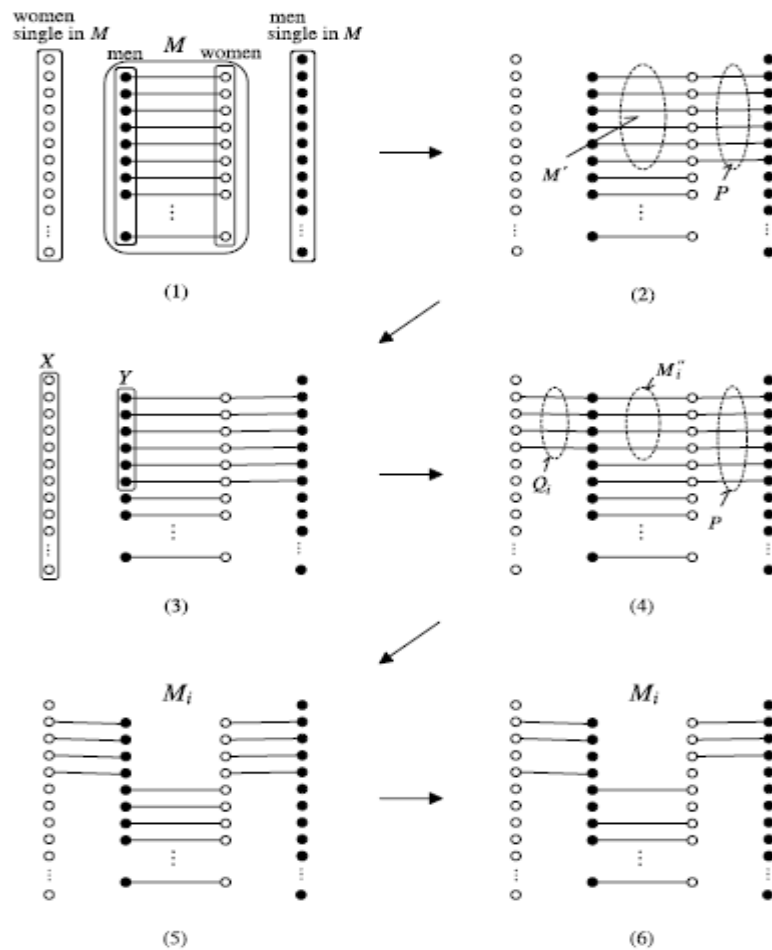 women
single in M
men
M
women
men
single in M
(1)
M'
P
(2)
X
Y
(3)
M''i
Qi
P
(4)
Mi
(5)
Mi
(6)